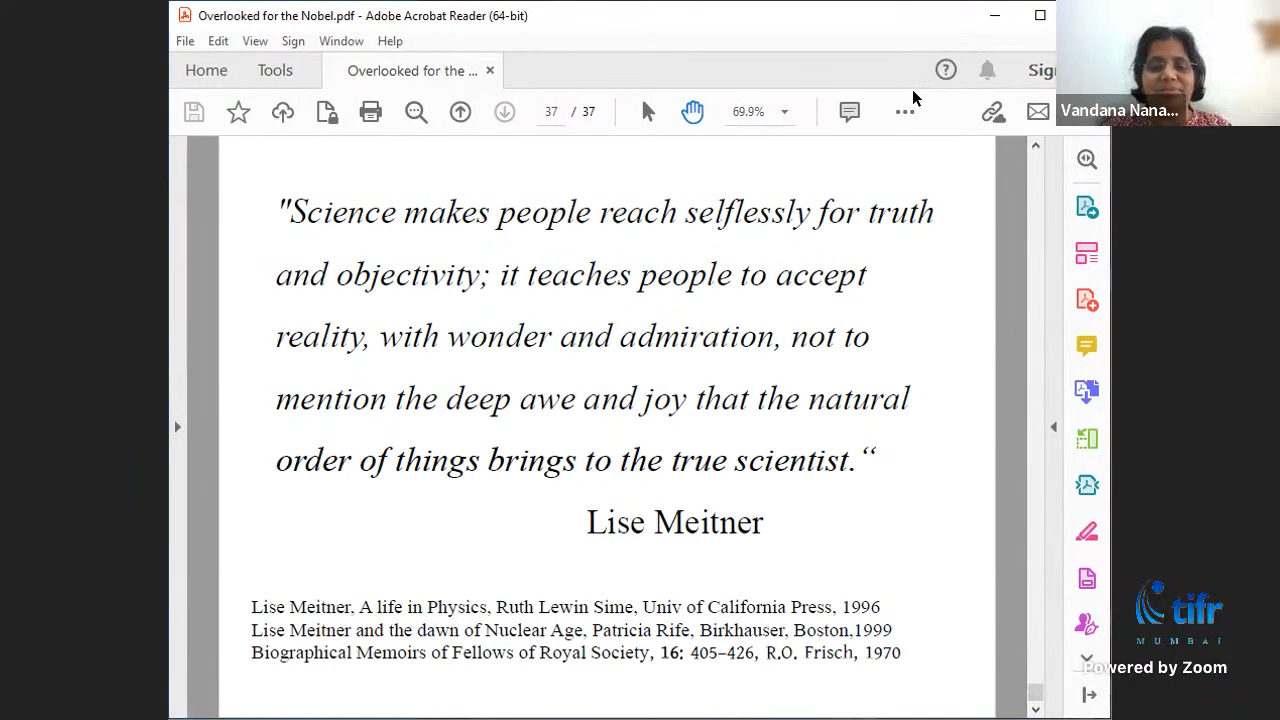 Overlooked for the Nobel.pdf - Adobe Acrobat Reader (64-bit)
File Edit View Sign Window Help
Home Tools Overlooked for the ... × Sig
37 / 37 69.9%
Vandana Nana...
"Science makes people reach selflessly for truth
and objectivity; it teaches people to accept
reality, with wonder and admiration, not to
mention the deep awe and joy that the natural
order of things brings to the true scientist.“
Lise Meitner
Lise Meitner, A life in Physics, Ruth Lewin Sime, Univ of California Press, 1996
Lise Meitner and the dawn of Nuclear Age, Patricia Rife, Birkhauser, Boston,1999
Biographical Memoirs of Fellows of Royal Society, 16: 405–426, R.O. Frisch, 1970
tifr
MUMBAI
Powered by Zoom